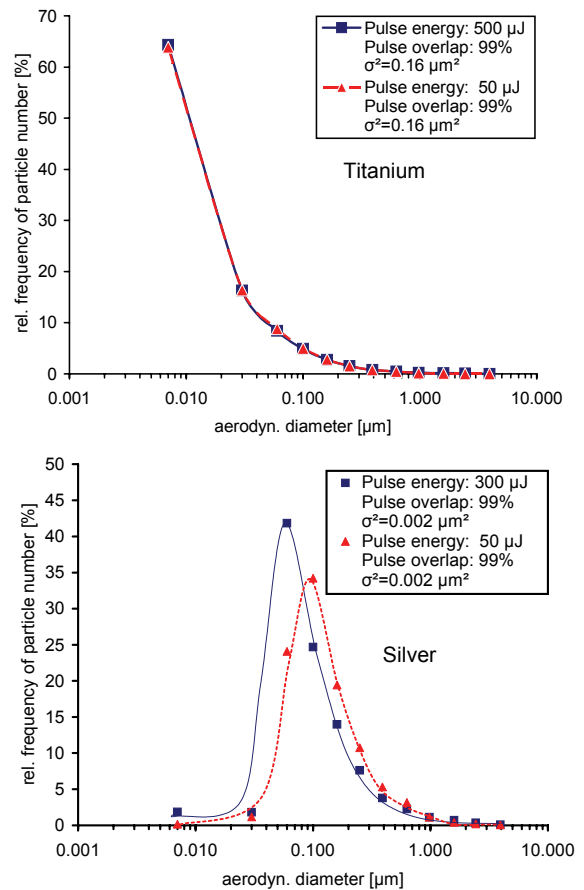 70
60
50
40
30
20
10
0
rel. frequency of particle number [%]
Pulse energy: 500 µJ
Pulse overlap: 99%
σ²=0.16 µm²
Pulse energy:  50 µJ
Pulse overlap: 99%
σ²=0.16 µm²
Titanium
0.001 0.010 0.100 1.000 10.000
aerodyn. diameter [µm]
50
45
40
35
30
25
20
15
10
5
0
rel. frequency of particle number [%]
Pulse energy: 300 µJ
Pulse overlap: 99%
σ²=0.002 µm²
Pulse energy:  50 µJ
Pulse overlap: 99%
σ²=0.002 µm²
Silver
0.001 0.010 0.100 1.000 10.000
aerodyn. diameter [µm]